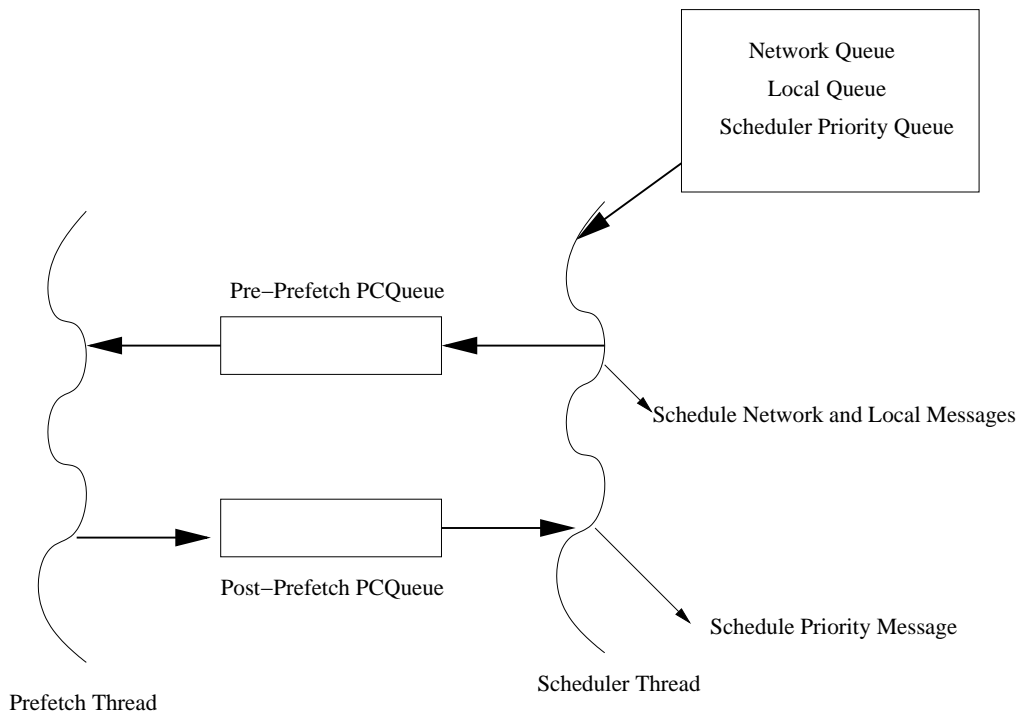 Network Queue
Local Queue
Scheduler Priority Queue
Pre−Prefetch PCQueue
Schedule Network and Local Messages
Post−Prefetch PCQueue
Schedule Priority Message
Scheduler Thread
Prefetch Thread